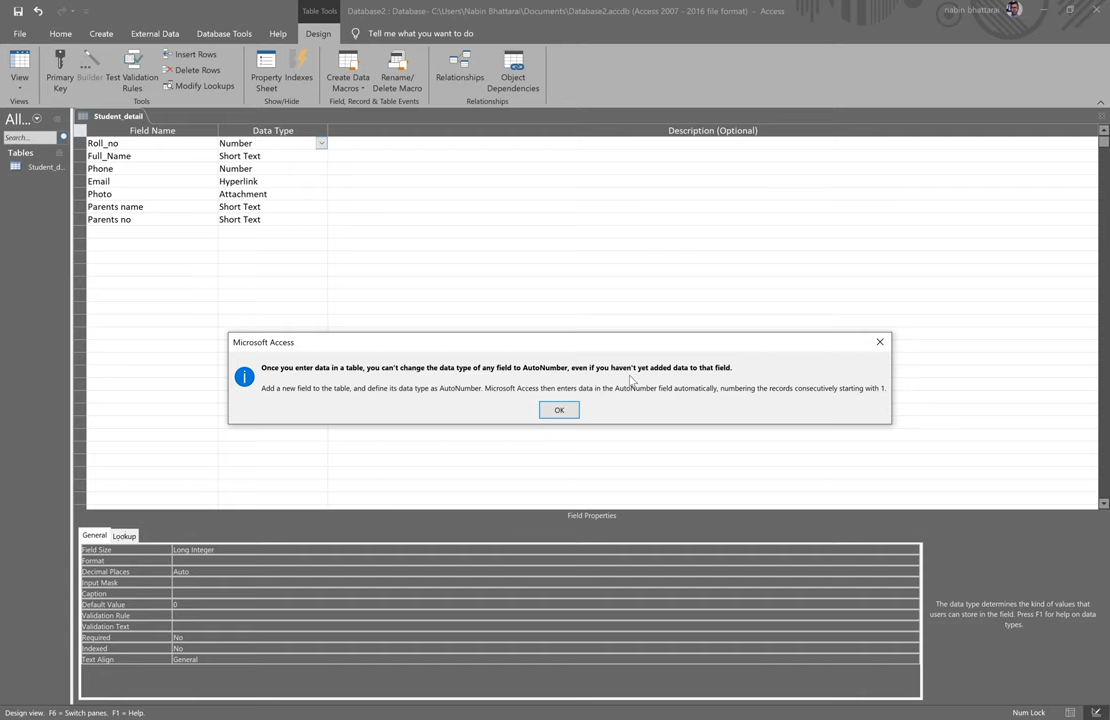 Table Tools
Database2 : Database- C:\Users\Nabin Bhattarai\Documents\Database2.accdb (Access 2007 - 2016 file format) - Access
nabin bhattarai
File Home Create External Data Database Tools Help Design Tell me what you want to do
View
Views
Primary Key
Builder
Test Validation Rules
Insert Rows
Delete Rows
Modify Lookups
Tools
Property Sheet
Indexes
Show/Hide
Create Data Macros
Rename/ Delete Macro
Field, Record & Table Events
Relationships
Object Dependencies
Relationships
All...
Search...
Tables
Student_d...
Student_detail
Field Name Data Type Description (Optional)
Roll_no Number
Full_Name Short Text
Phone Number
Email Hyperlink
Photo Attachment
Parents name Short Text
Parents no Short Text
Microsoft Access
Once you enter data in a table, you can't change the data type of any field to AutoNumber, even if you haven't yet added data to that field.
Add a new field to the table, and define its data type as AutoNumber. Microsoft Access then enters data in the AutoNumber field automatically, numbering the records consecutively starting with 1.
OK
Field Properties
General Lookup
Field Size Long Integer
Format
Decimal Places Auto
Input Mask
Caption
Default Value 0
Validation Rule
Validation Text
Required No
Indexed No
Text Align General
The data type determines the kind of values that
users can store in the field. Press F1 for help on data
types.
Design view. F6 = Switch panes. F1 = Help.
Num Lock